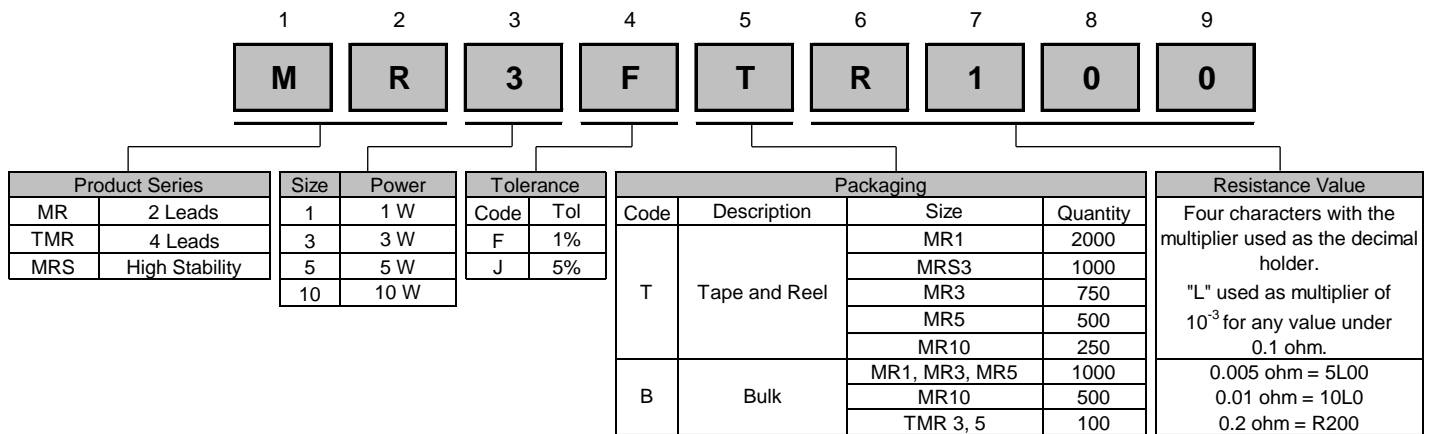 1 2 3 4 5 6 7 8 9
M R 3 F T R 1 0 0
Product Series
MR 2 Leads
TMR 4 Leads
MRS High Stability
Size Power
1 1 W
3 3 W
5 5 W
10 10 W
Tolerance
Code Tol
F 1%
J 5%
Packaging
Code Description Size Quantity
T Tape and Reel
MR1 2000
MRS3 1000
MR3 750
MR5 500
MR10 250
B Bulk
MR1, MR3, MR5 1000
MR10 500
TMR 3, 5 100
Resistance Value
Four characters with the
multiplier used as the decimal
holder.
"L" used as multiplier of
10⁻³ for any value under
0.1 ohm.
0.005 ohm = 5L00
0.01 ohm = 10L0
0.2 ohm = R200